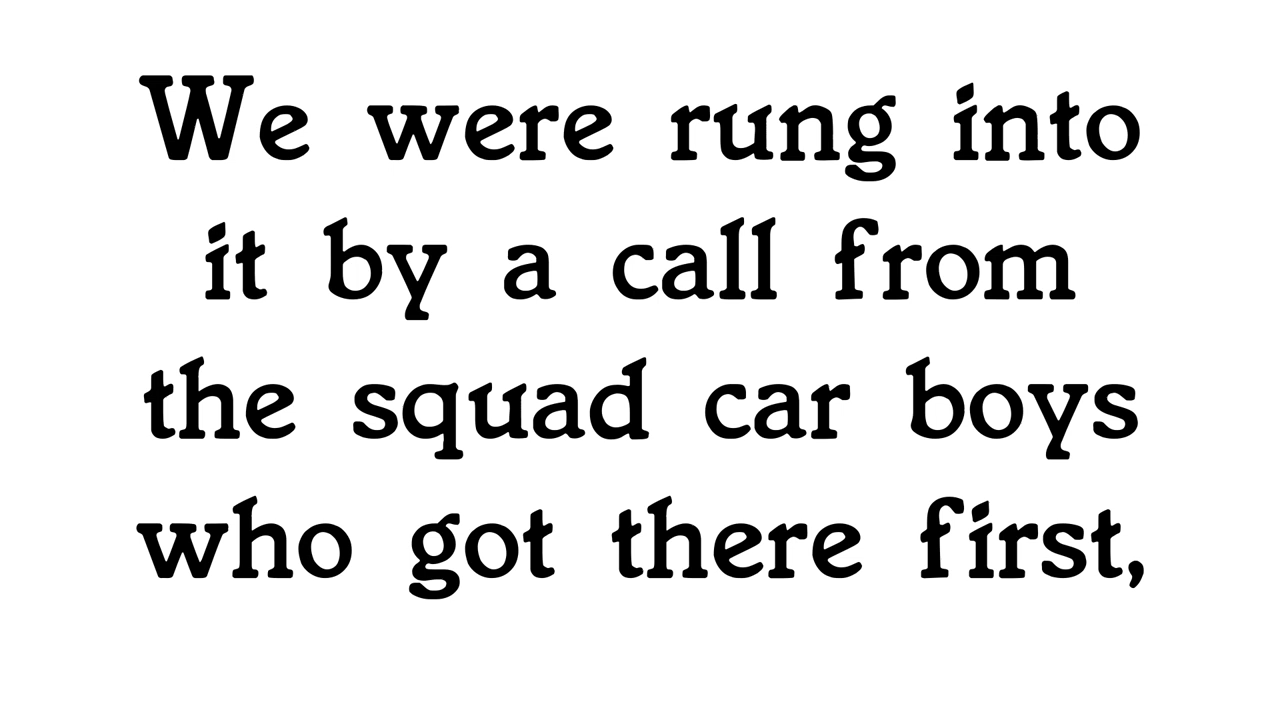 We were rung into
it by a call from
the squad car boys
who got there first,